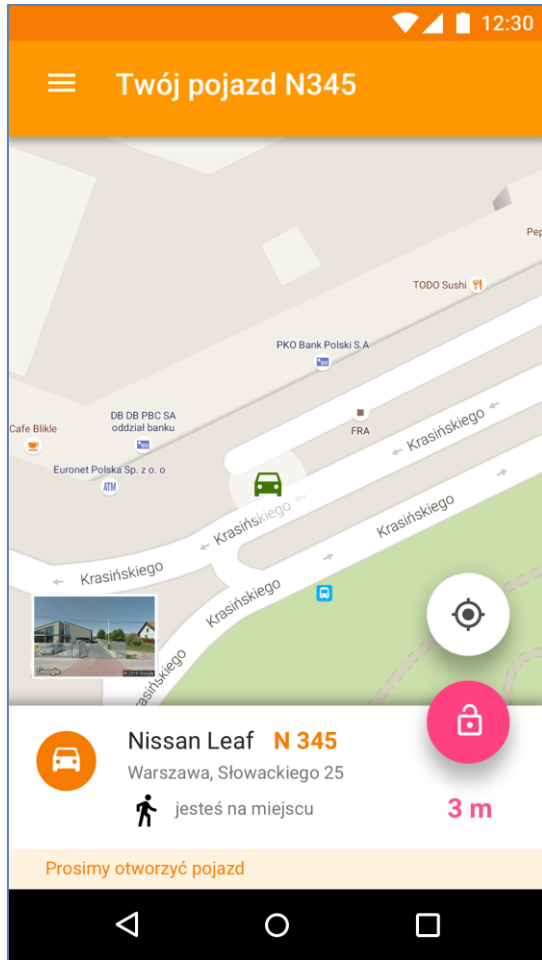 12:30
Twój pojazd N345
Pep
TODO Sushi
PKO Bank Polski S.A
DB DB PBC SA
oddział banku
Cafe Blikle
FRA
Krasińskiego
Euronet Polska Sp. z o. o
ATM
Krasińskiego
Krasińskiego
Krasińskiego
Krasińskiego
asińskiego
Google
Nissan Leaf N 345
Warszawa, Słowackiego 25
jesteś na miejscu
3 m
Prosimy otworzyć pojazd